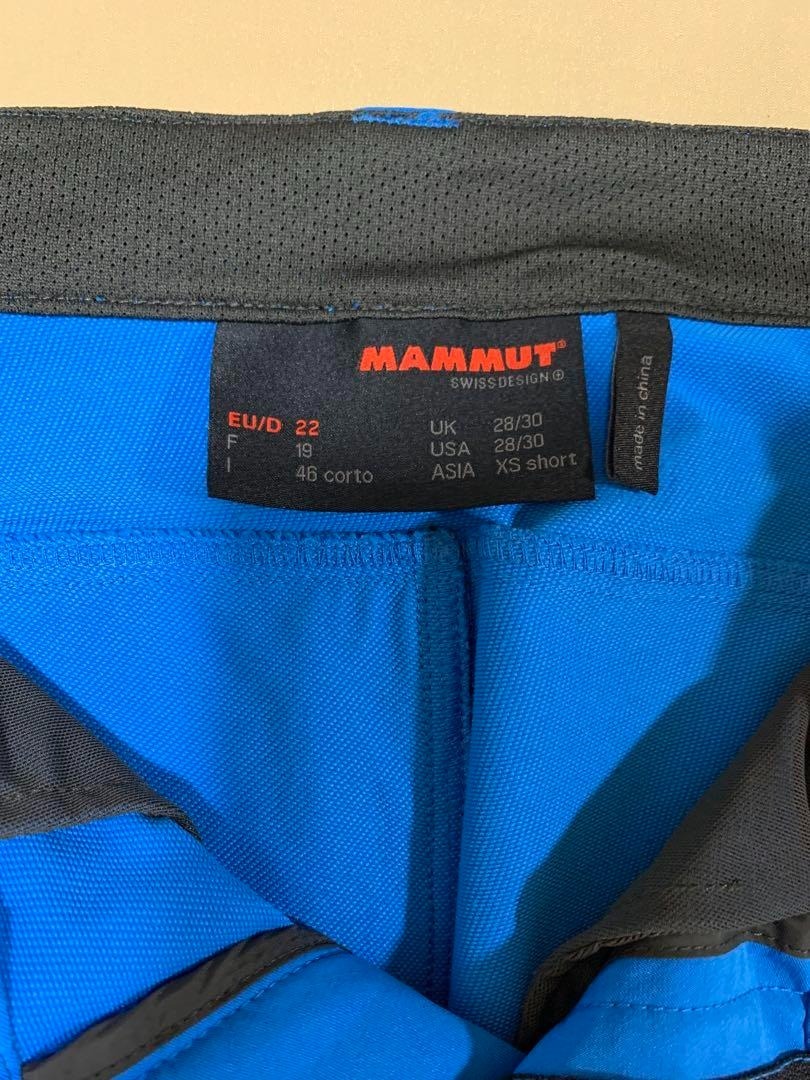 MAMMUT®
SWISSDESIGN
EU/D 22
F 19
I 46 corto
UK 28/30
USA 28/30
ASIA XS short
made in china